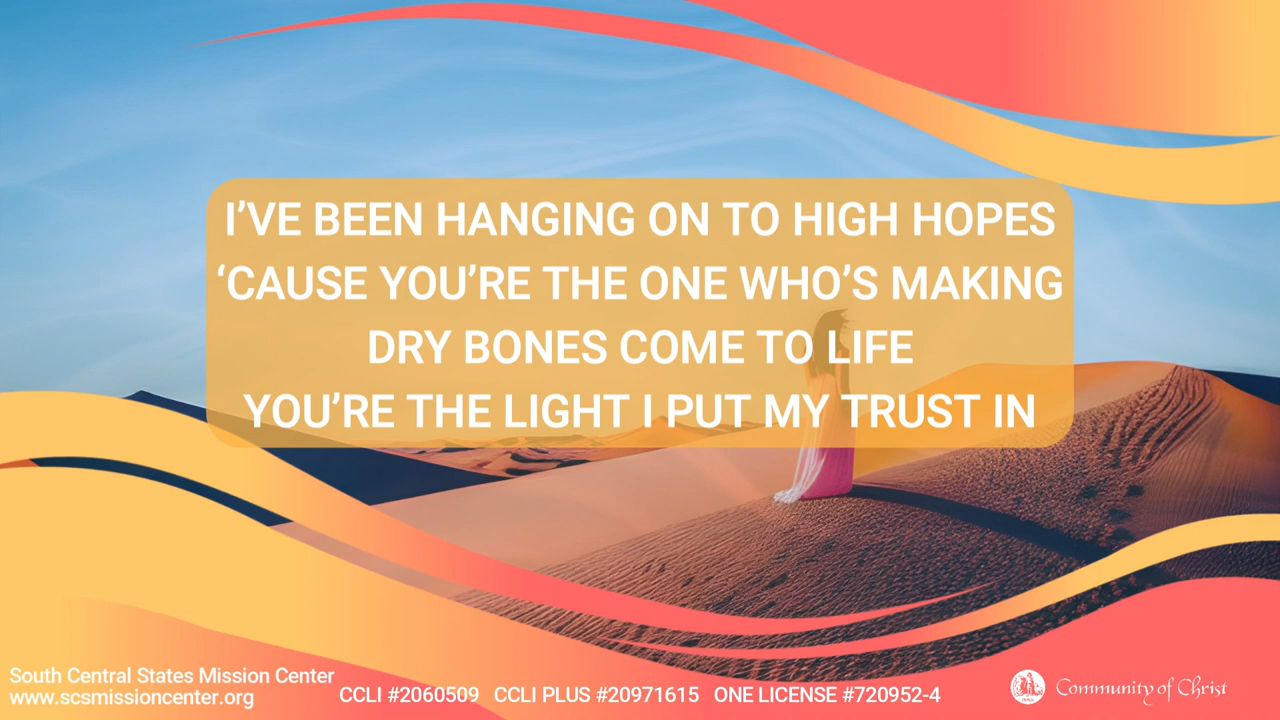 I’VE BEEN HANGING ON TO HIGH HOPES
‘CAUSE YOU’RE THE ONE WHO’S MAKING
DRY BONES COME TO LIFE
YOU’RE THE LIGHT I PUT MY TRUST IN
South Central States Mission Center
www.scsmissioncenter.org
CCLI #2060509 CCLI PLUS #20971615 ONE LICENSE #720952-4
Community of Christ